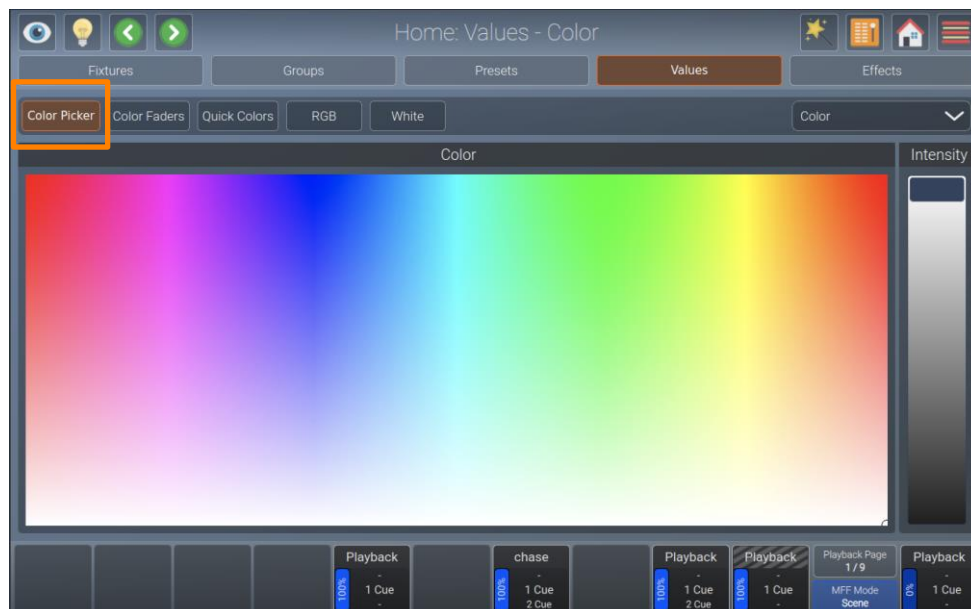 Home: Values - Color
Fixtures
Groups
Presets
Values
Effects
Color Picker
Color Faders
Quick Colors
RGB
White
Color
Color
Intensity
Playback
100%
-
1 Cue
-
chase
100%
-
1 Cue
2 Cue
Playback
100%
-
1 Cue
2 Cue
Playback
100%
-
1 Cue
-
Playback Page
1 / 9
MFF Mode
Scene
Playback
0%
-
1 Cue
-